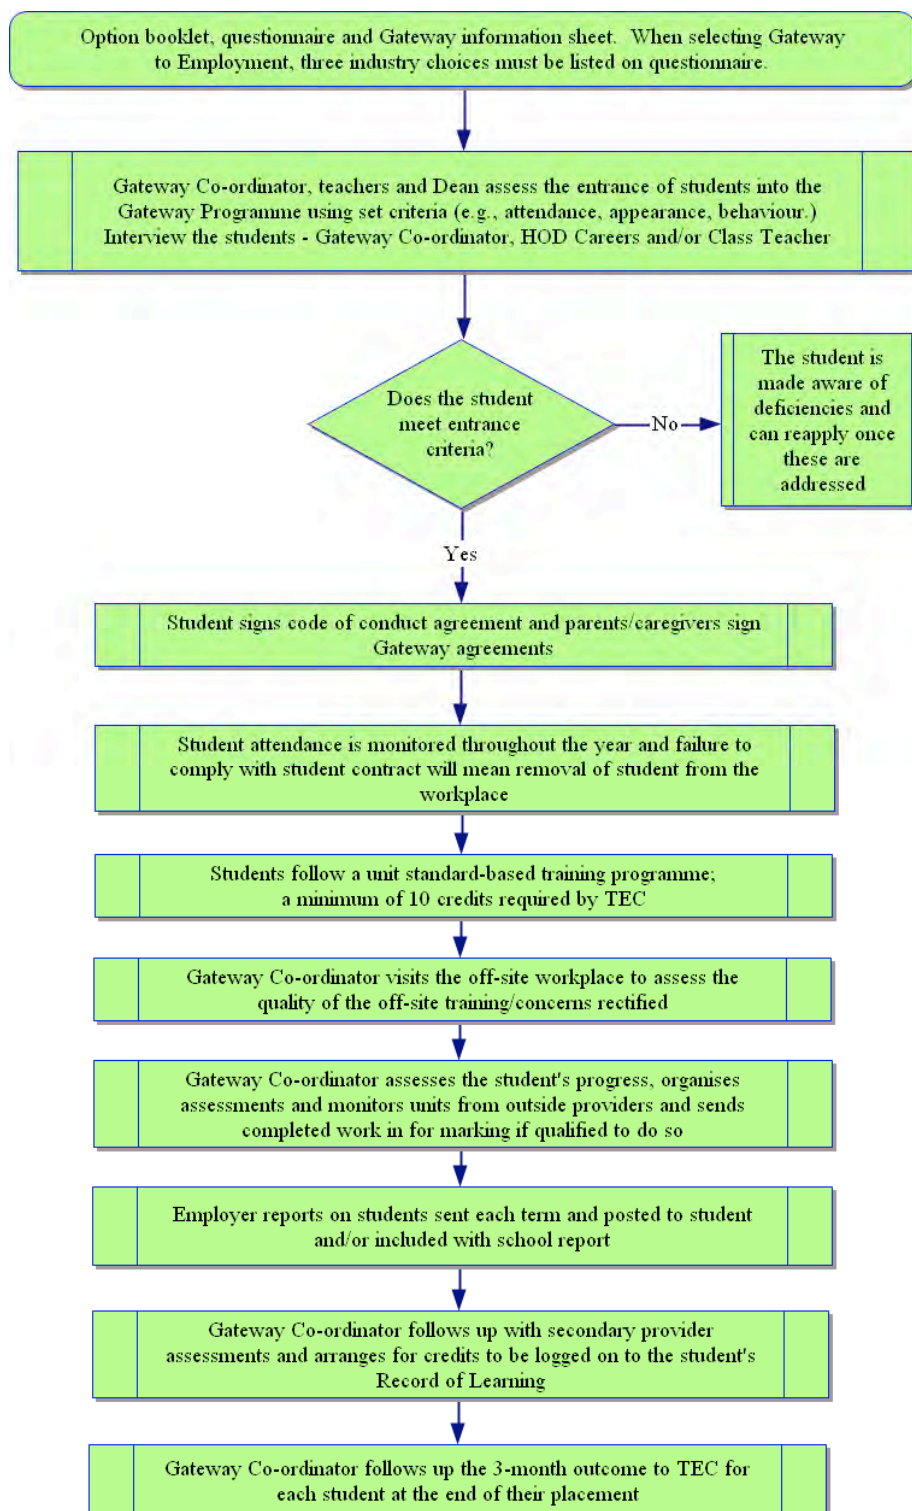 Option booklet, questionnaire and Gateway information sheet.  When selecting Gateway
to Employment, three industry choices must be listed on questionnaire.
Gateway Co-ordinator, teachers and Dean assess the entrance of students into the
Gateway Programme using set criteria (e.g., attendance, appearance, behaviour.)
Interview the students - Gateway Co-ordinator, HOD Careers and/or Class Teacher
Does the student
meet entrance
criteria?
No
The student is
made aware of
deficiencies and
can reapply once
these are
addressed
Yes
Student signs code of conduct agreement and parents/caregivers sign
Gateway agreements
Student attendance is monitored throughout the year and failure to
comply with student contract will mean removal of student from the
workplace
Students follow a unit standard-based training programme;
a minimum of 10 credits required by TEC
Gateway Co-ordinator visits the off-site workplace to assess the
quality of the off-site training/concerns rectified
Gateway Co-ordinator assesses the student's progress, organises
assessments and monitors units from outside providers and sends
completed work in for marking if qualified to do so
Employer reports on students sent each term and posted to student
and/or included with school report
Gateway Co-ordinator follows up with secondary provider
assessments and arranges for credits to be logged on to the student's
Record of Learning
Gateway Co-ordinator follows up the 3-month outcome to TEC for
each student at the end of their placement